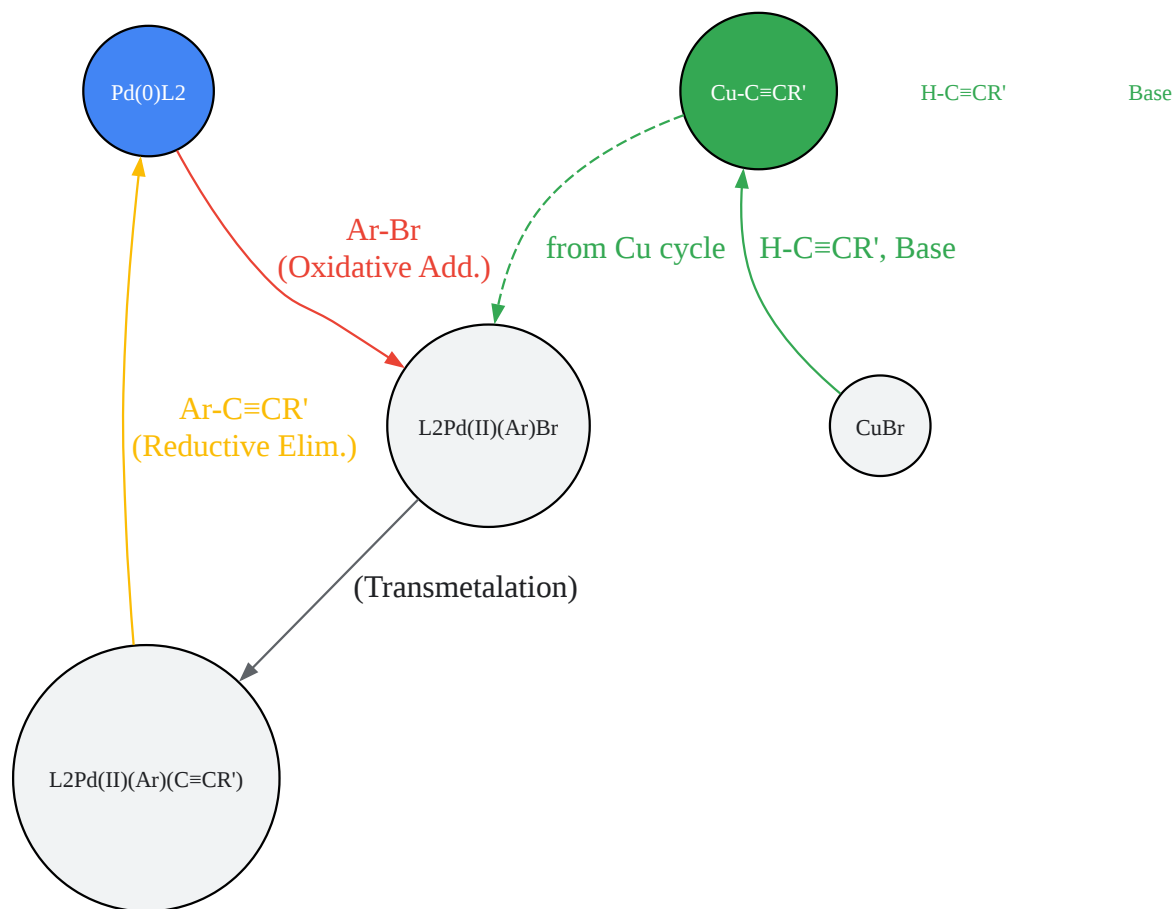 Pd(0)L2
Cu-C≡CR'
H-C≡CR'
Base
Ar-Br
(Oxidative Add.)
from Cu cycle
H-C≡CR', Base
Ar-C≡CR'
(Reductive Elim.)
L2Pd(II)(Ar)Br
CuBr
(Transmetalation)
L2Pd(II)(Ar)(C≡CR')